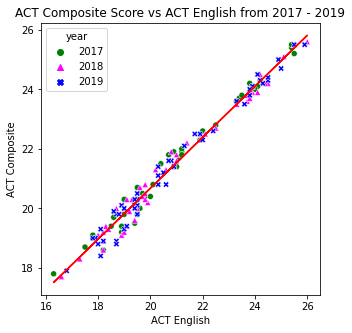 ACT Composite Score vs ACT English from 2017 - 2019
year
2017
2018
2019
ACT Composite
26
24
22
20
18
16 18 20 22 24 26
ACT English